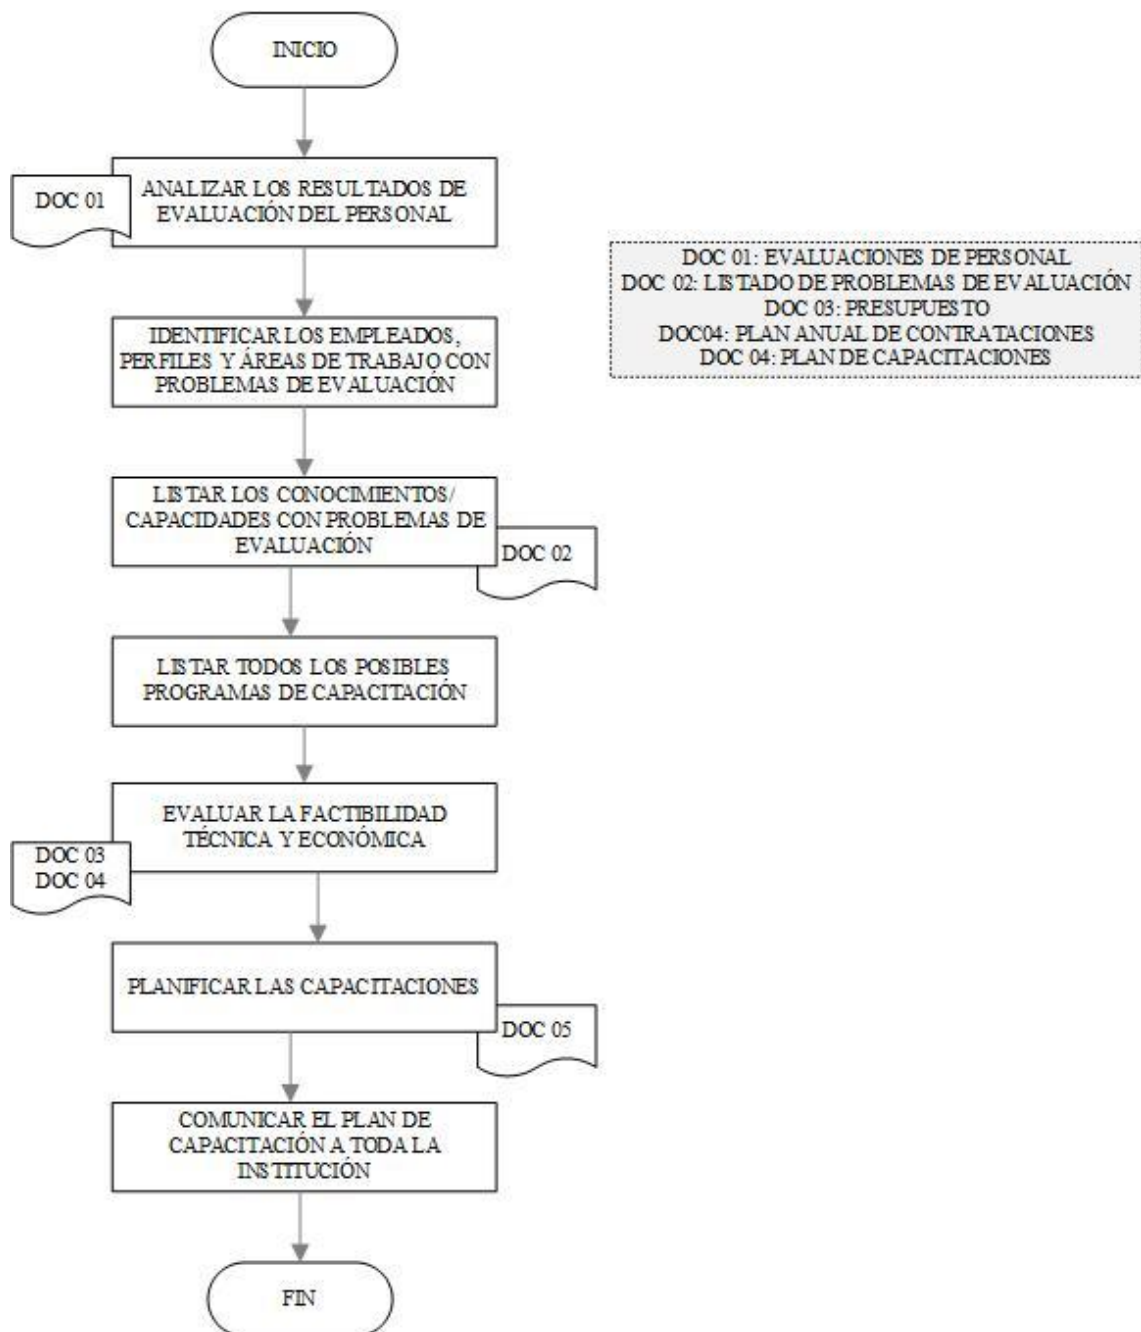 INICIO
DOC 01
ANALIZAR LOS RESULTADOS DE
EVALUACIÓN DEL PERSONAL
DOC 01: EVALUACIONES DE PERSONAL
DOC 02: LISTADO DE PROBLEMAS DE EVALUACIÓN
DOC 03: PRESUPUESTO
DOC04: PLAN ANUAL DE CONTRATACIONES
DOC 04: PLAN DE CAPACITACIONES
IDENTIFICAR LOS EMPLEADOS,
PERFILES Y ÁREAS DE TRABAJO CON
PROBLEMAS DE EVALUACIÓN
LISTAR LOS CONOCIMIENTOS/
CAPACIDADES CON PROBLEMAS DE
EVALUACIÓN
DOC 02
LISTAR TODOS LOS POSIBLES
PROGRAMAS DE CAPACITACIÓN
EVALUAR LA FACTIBILIDAD
TÉCNICA Y ECONÓMICA
DOC 03
DOC 04
PLANIFICAR LAS CAPACITACIONES
DOC 05
COMUNICAR EL PLAN DE
CAPACITACIÓN A TODA LA
INSTITUCIÓN
FIN